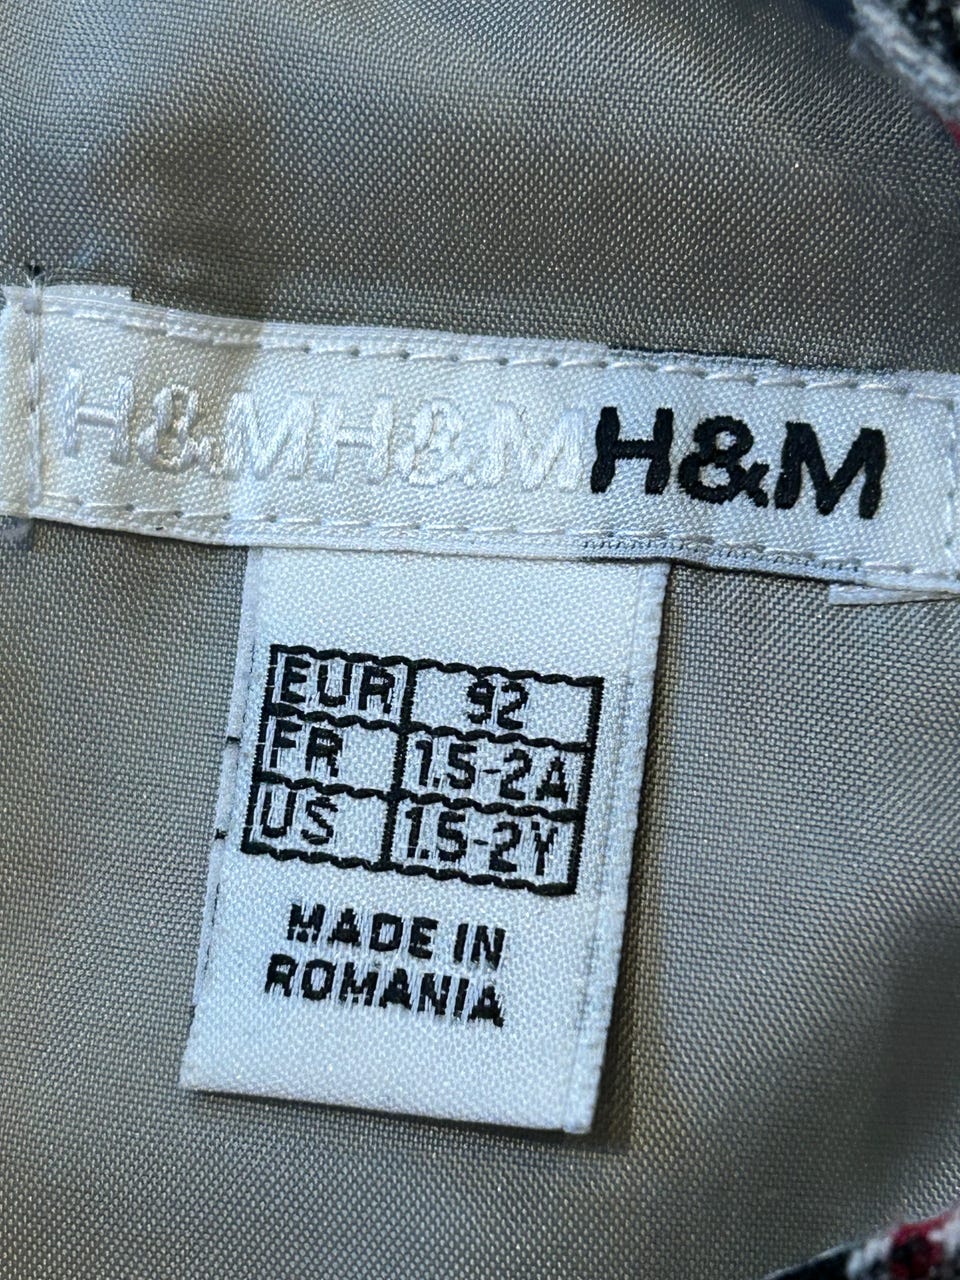 H&MH&MH&M
EUR 92
FR 1.5-2A
US 1.5-2Y
MADE IN
ROMANIA